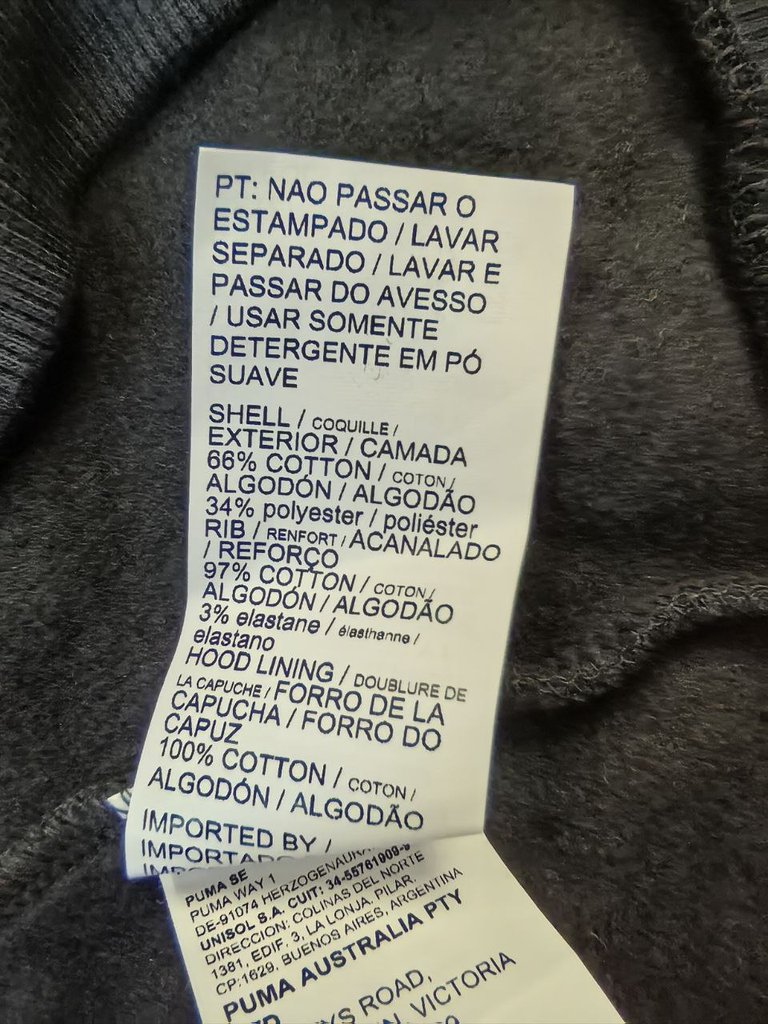 PT: NAO PASSAR O
ESTAMPADO / LAVAR
SEPARADO / LAVAR E
PASSAR DO AVESSO
/ USAR SOMENTE
DETERGENTE EM PÓ
SUAVE
SHELL / COQUILLE /
EXTERIOR / CAMADA
66% COTTON / COTON /
ALGODÓN / ALGODÃO
34% polyester / poliéster
RIB / RENFORT / ACANALADO
/ REFORÇO
97% COTTON / COTON /
ALGODÓN / ALGODÃO
3% elastane / élasthanne /
elastano
HOOD LINING / DOUBLURE DE
LA CAPUCHE / FORRO DE LA
CAPUCHA / FORRO DO
CAPUZ
100% COTTON / COTON /
ALGODÓN / ALGODÃO
IMPORTED BY /
PUMA SE
PUMA WAY 1
DE-91074
UNISOL S.A. CUIT:
DIRECCION: COLINAS DEL NORTE
1381, EDIF. 3, LA LONJA, PILAR,
CP:1629, BUENOS AIRES, ARGENTINA
PUMA AUSTRALIA PTY
ROAD,
VICTORIA